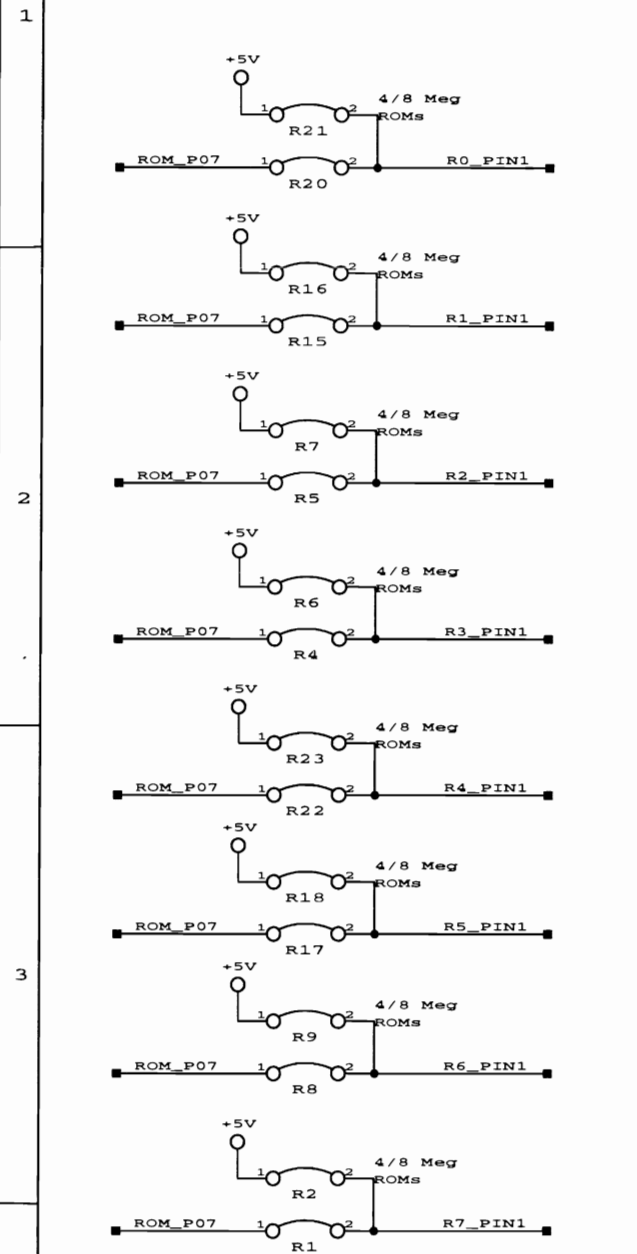 1
+5V
4/8 Meg
1 2 ROMs
R21
ROM_P07 1 2 R0_PIN1
R20
+5V
4/8 Meg
1 2 ROMs
R16
ROM_P07 1 2 R1_PIN1
R15
+5V
4/8 Meg
1 2 ROMs
R7
ROM_P07 1 2 R2_PIN1
2
R5
+5V
4/8 Meg
1 2 ROMs
R6
ROM_P07 1 2 R3_PIN1
R4
+5V
4/8 Meg
1 2 ROMs
R23
ROM_P07 1 2 R4_PIN1
R22
+5V
4/8 Meg
1 2 ROMs
R18
ROM_P07 1 2 R5_PIN1
R17
+5V
3
4/8 Meg
1 2 ROMs
R9
ROM_P07 1 2 R6_PIN1
R8
+5V
4/8 Meg
1 2 ROMs
R2
ROM_P07 1 2 R7_PIN1
R1